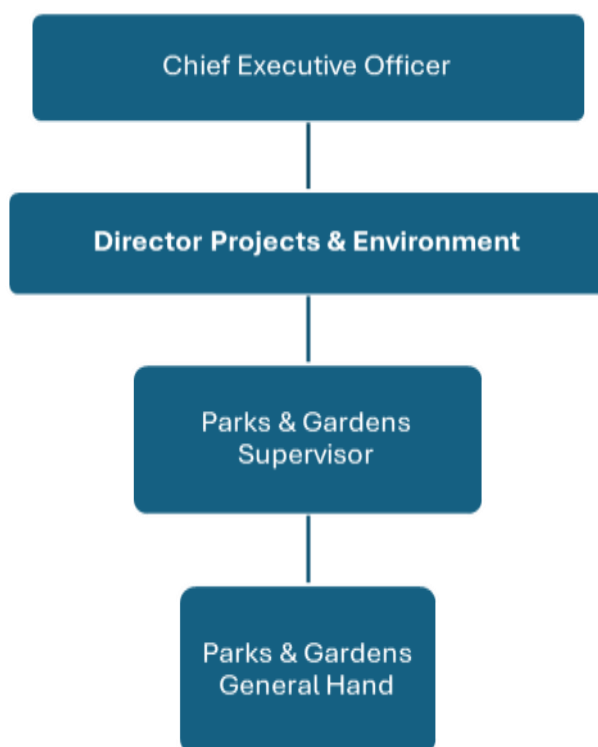 Chief Executive Officer
Director Projects & Environment
Parks & Gardens
Supervisor
Parks & Gardens
General Hand